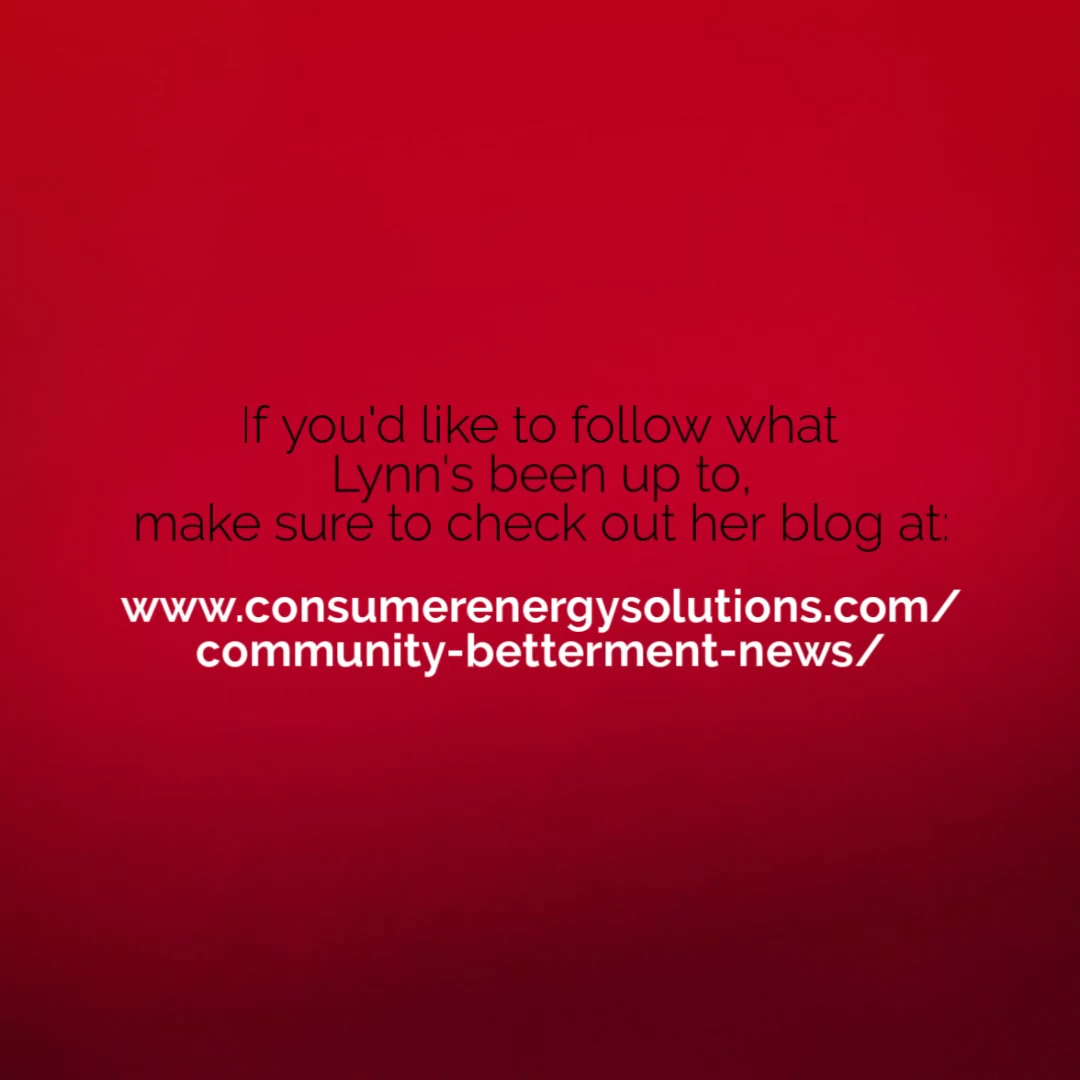 If you'd like to follow what
Lynn's been up to,
make sure to check out her blog at:
www.consumerenergysolutions.com/
community-betterment-news/